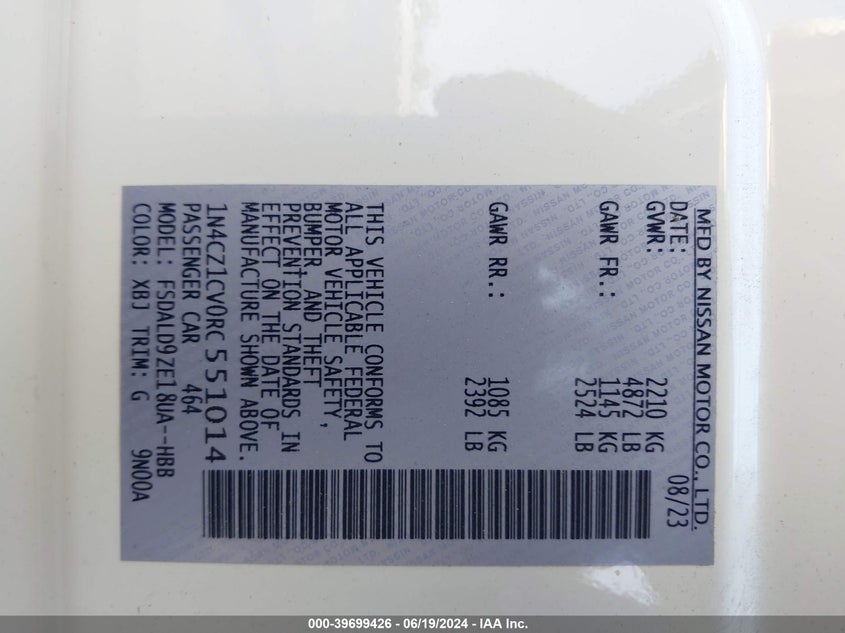 MFD BY NISSAN MOTOR CO., LTD.
DATE: 08/23
GVWR: 2210 KG
4872 LB
GAWR FR.: 1145 KG
2524 LB
GAWR RR.: 1085 KG
2392 LB
THIS VEHICLE CONFORMS TO
ALL APPLICABLE FEDERAL
MOTOR VEHICLE SAFETY,
BUMPER, AND THEFT
PREVENTION STANDARDS IN
EFFECT ON THE DATE OF
MANUFACTURE SHOWN ABOVE.
1N4CZ1CV0RC551014
PASSENGER CAR 464
MODEL: FSDALD9ZE18UA--HBB
COLOR: XBJ TRIM: G 9N00A
000-39699426 - 06/19/2024 - IAA Inc.